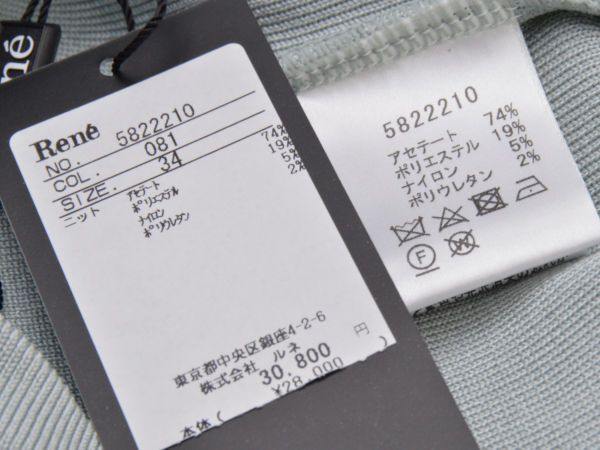 né
René
NO. 5822210
COL. 081
SIZE. 34
ニット アセテート 74%
ポリエステル 19%
ナイロン 5%
ポリウレタン 2%
東京都中央区銀座4-2-6
株式会社 ルネ
30,800 円
本体( ¥28,000 )
5822210
アセテート 74%
ポリエステル 19%
ナイロン 5%
ポリウレタン 2%
F W